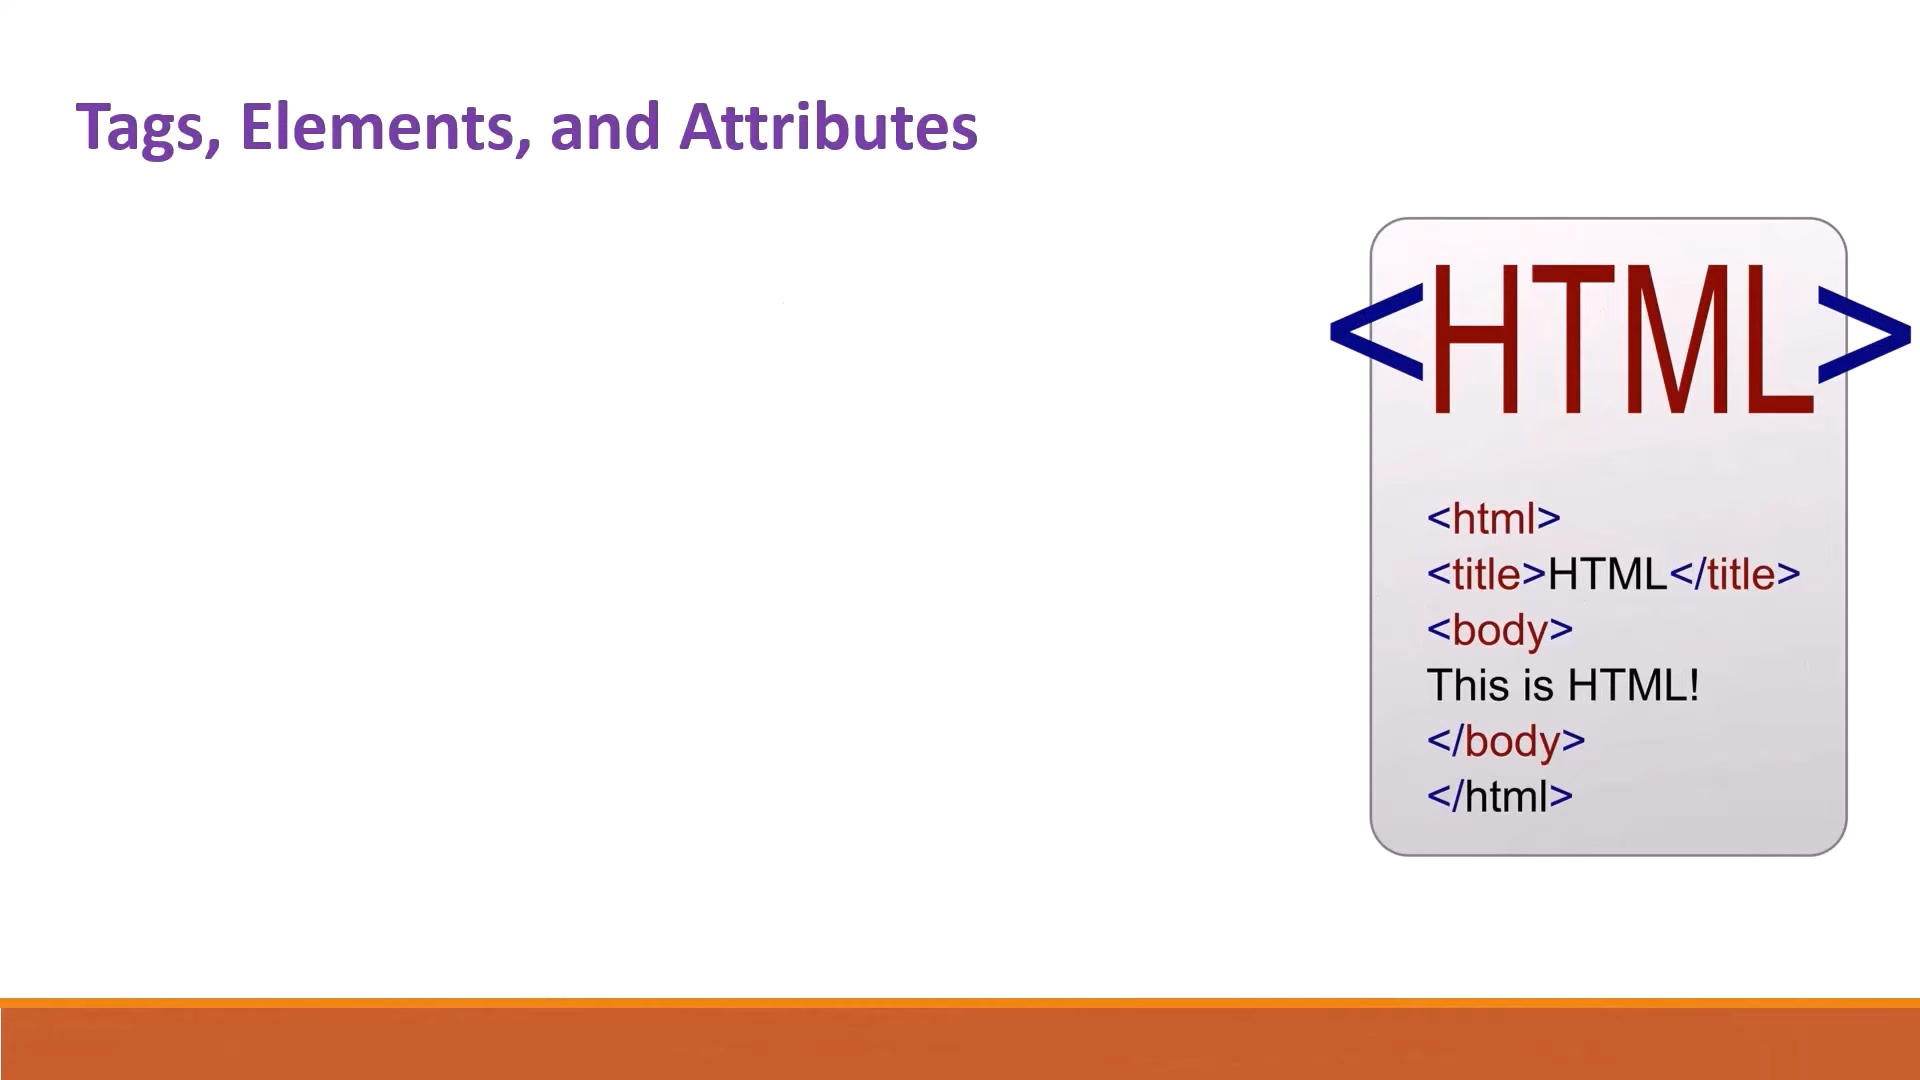 Tags, Elements, and Attributes
<HTML>
<html>
<title>HTML</title>
<body>
This is HTML!
</body>
</html>